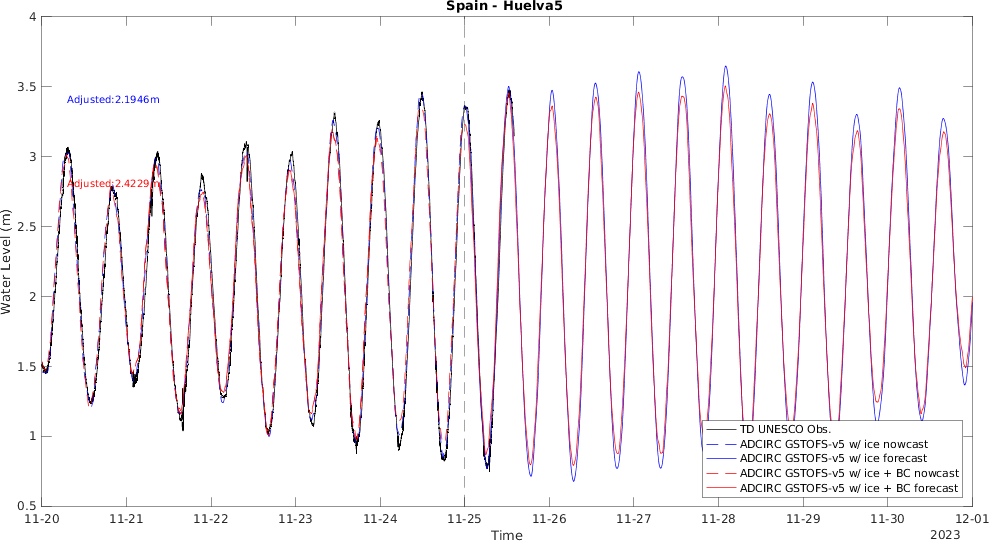 Spain - Huelva5
4
3.5
3
2.5
2
1.5
1
0.5
Water Level (m)
Adjusted:2.1946m
Adjusted:2.4229m
TD UNESCO Obs.
ADCIRC GSTOFS-v5 w/ ice nowcast
ADCIRC GSTOFS-v5 w/ ice forecast
ADCIRC GSTOFS-v5 w/ ice + BC nowcast
ADCIRC GSTOFS-v5 w/ ice + BC forecast
11-20 11-21 11-22 11-23 11-24 11-25 11-26 11-27 11-28 11-29 11-30 12-01
Time
2023